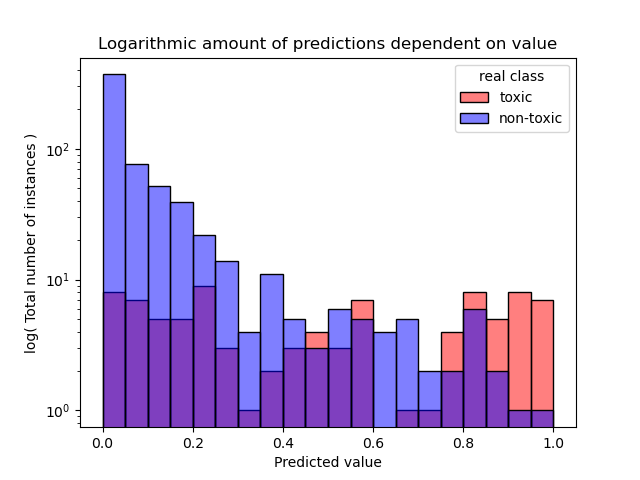 Logarithmic amount of predictions dependent on value
real class
toxic
non-toxic
log( Total number of instances )
10²
10¹
10⁰
0.0 0.2 0.4 0.6 0.8 1.0
Predicted value